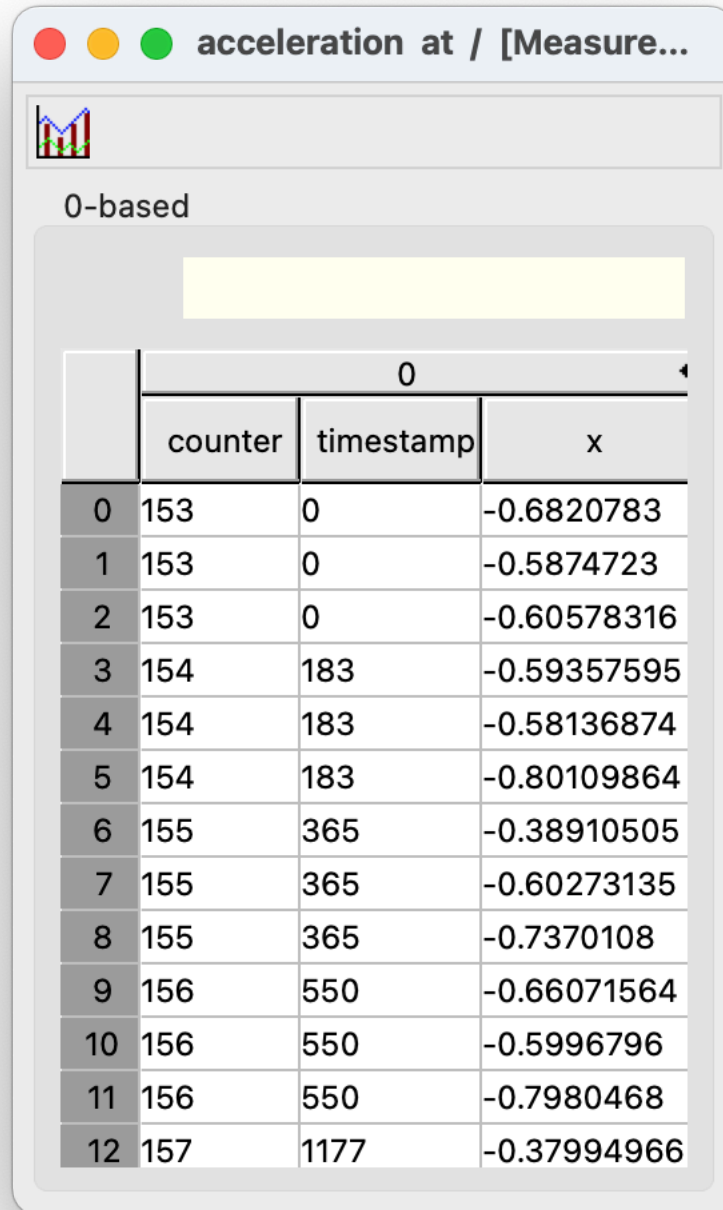 acceleration at / [Measure...
0-based
0
counter timestamp x
0 153 0 -0.6820783
1 153 0 -0.5874723
2 153 0 -0.60578316
3 154 183 -0.59357595
4 154 183 -0.58136874
5 154 183 -0.80109864
6 155 365 -0.38910505
7 155 365 -0.60273135
8 155 365 -0.7370108
9 156 550 -0.66071564
10 156 550 -0.5996796
11 156 550 -0.7980468
12 157 1177 -0.37994966